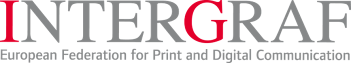 INTERGRAF
European Federation for Print and Digital Communication